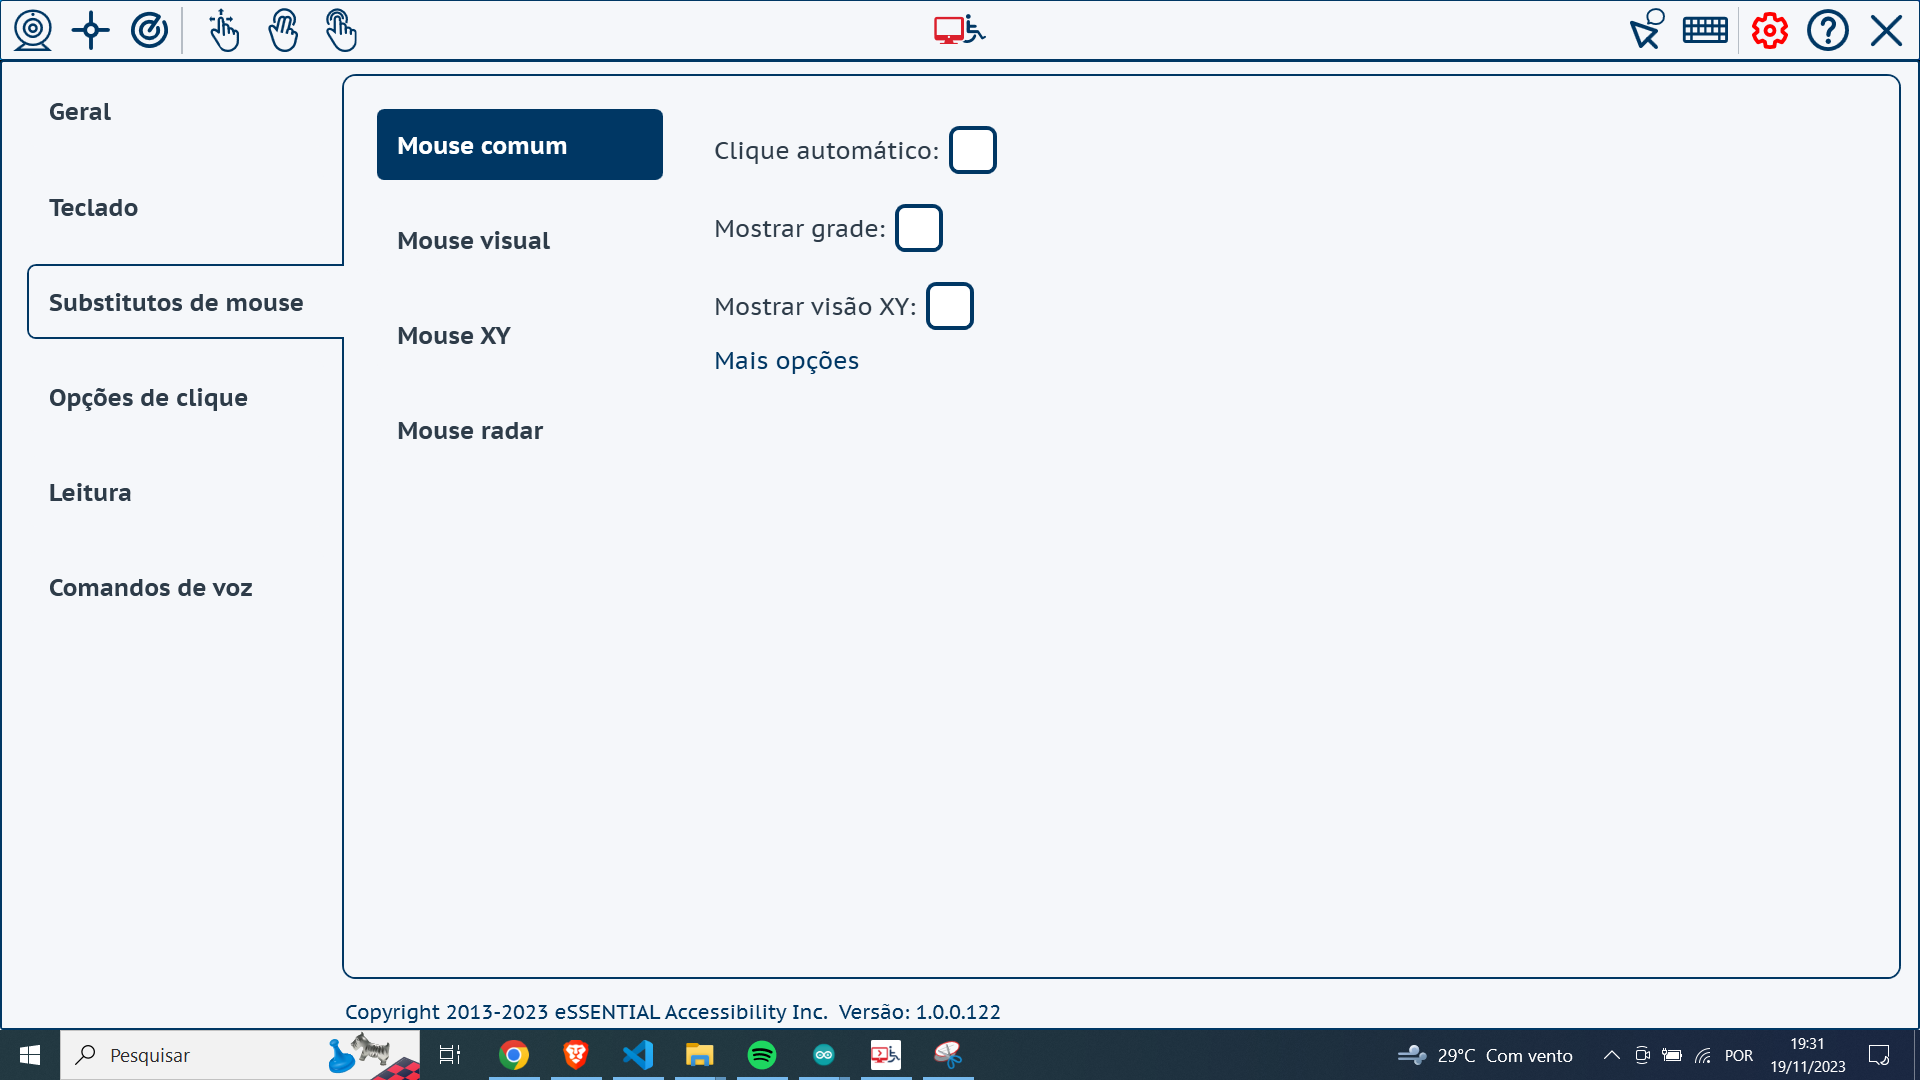 Geral
Teclado
Substitutos de mouse
Opções de clique
Leitura
Comandos de voz
Mouse comum
Mouse visual
Mouse XY
Mouse radar
Clique automático:
Mostrar grade:
Mostrar visão XY:
Mais opções
Copyright 2013-2023 eSSENTIAL Accessibility Inc. Versão: 1.0.0.122
Pesquisar
29°C Com vento
POR
19:31
19/11/2023